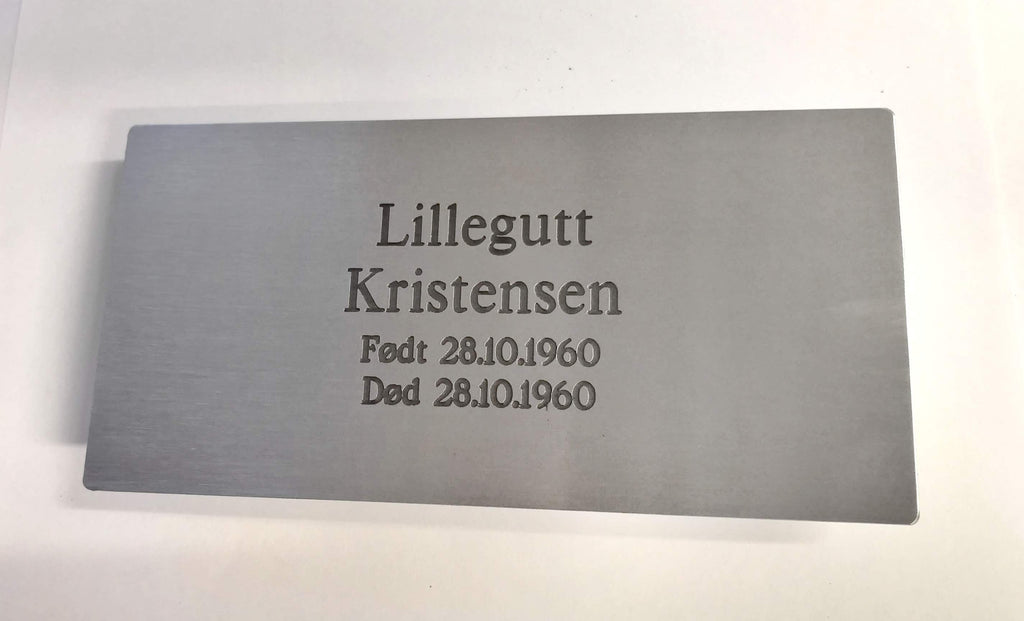 Lillegutt
Kristensen
Født 28.10.1960
Død 28.10.1960